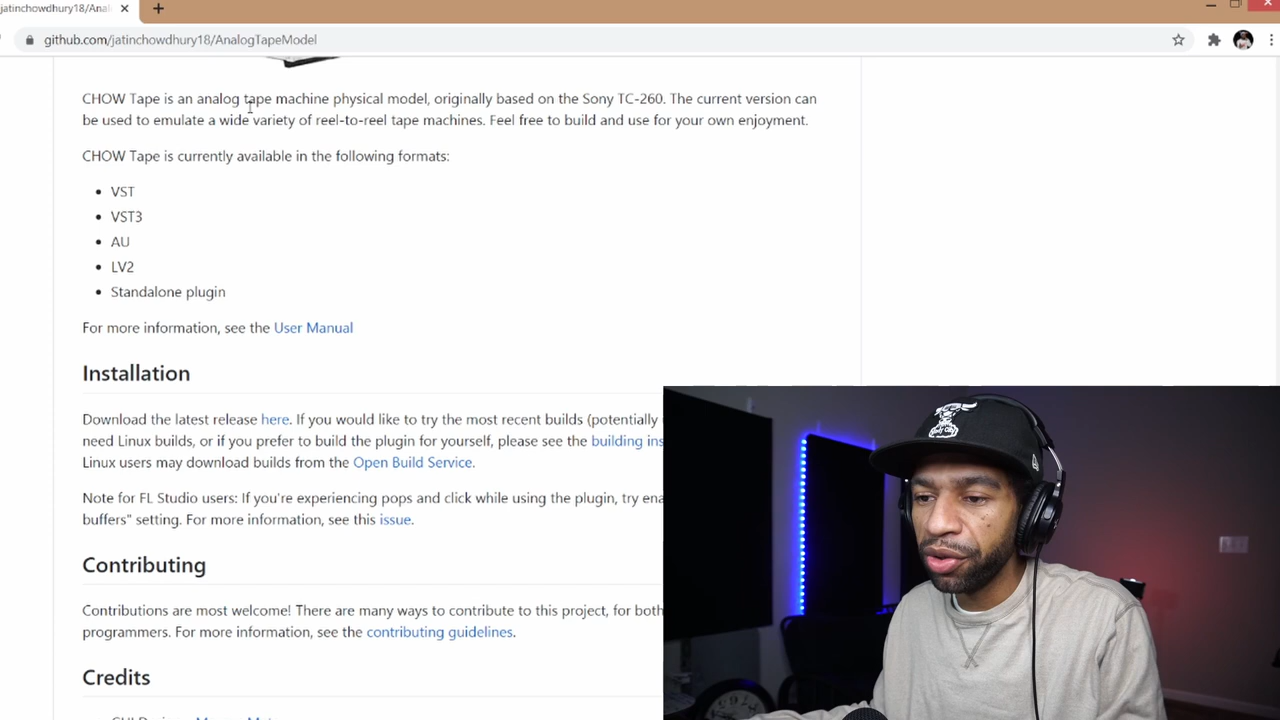 jatinchowdhury18/Anal
github.com/jatinchowdhury18/AnalogTapeModel
CHOW Tape is an analog tape machine physical model, originally based on the Sony TC-260. The current version can
be used to emulate a wide variety of reel-to-reel tape machines. Feel free to build and use for your own enjoyment.
CHOW Tape is currently available in the following formats:
VST
VST3
AU
LV2
Standalone plugin
For more information, see the User Manual
Installation
Download the latest release here. If you would like to try the most recent builds (potentially
need Linux builds, or if you prefer to build the plugin for yourself, please see the building ins
Linux users may download builds from the Open Build Service.
Note for FL Studio users: If you're experiencing pops and click while using the plugin, try ena
buffers" setting. For more information, see this issue.
Contributing
Contributions are most welcome! There are many ways to contribute to this project, for both
programmers. For more information, see the contributing guidelines.
Credits